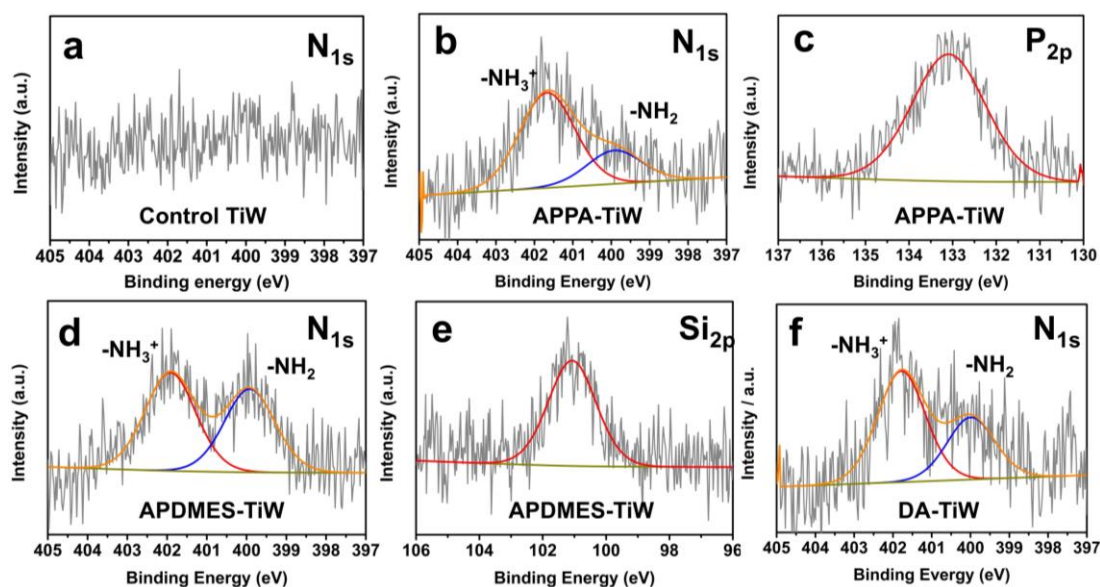 a
N1s
Intensity (a.u.)
Control TiW
405 404 403 402 401 400 399 398 397
Binding energy (eV)
b
N1s
-NH3+
-NH2
Intensity (a.u.)
APPA-TiW
405 404 403 402 401 400 399 398 397
Binding Energy (eV)
c
P2p
Intensity (a.u.)
APPA-TiW
137 136 135 134 133 132 131 130
Binding Energy (eV)
d
N1s
-NH3+
-NH2
Intensity (a.u.)
APDMES-TiW
405 404 403 402 401 400 399 398 397
Binding Energy (eV)
e
Si2p
Intensity (a.u.)
APDMES-TiW
106 104 102 100 98 96
Binding Energy (eV)
f
N1s
-NH3+
-NH2
Intensity / a.u.
DA-TiW
405 404 403 402 401 400 399 398 397
Binding Eveergy (eV)